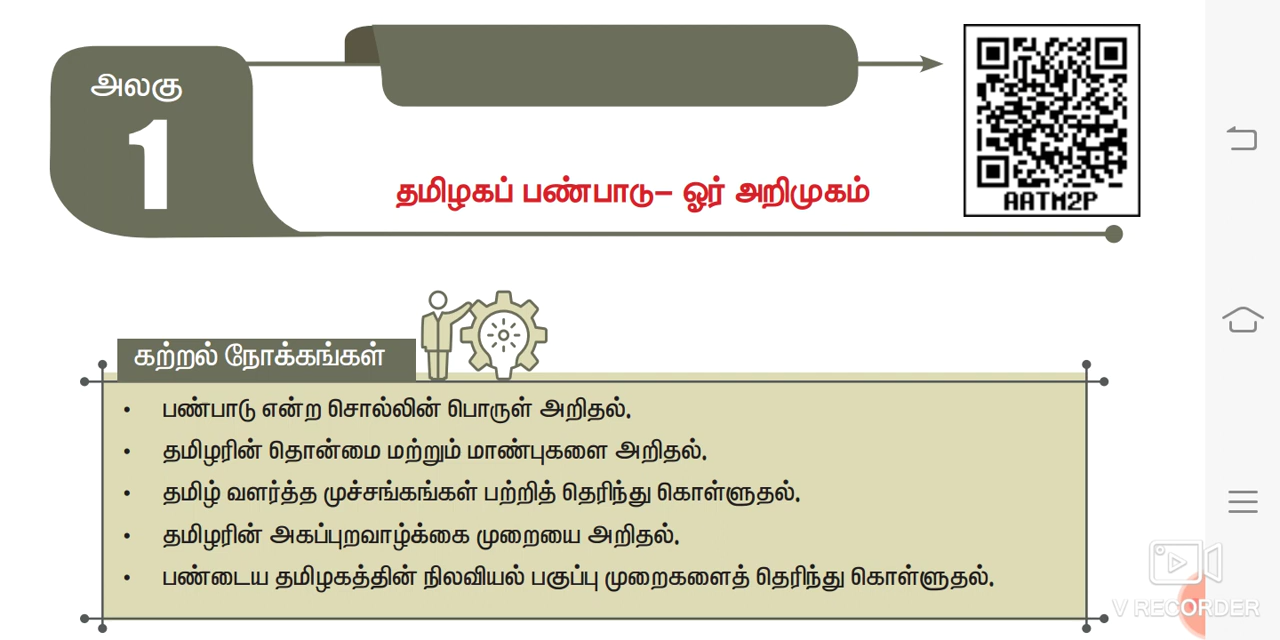 அலகு
1
தமிழகப் பண்பாடு– ஓர் அறிமுகம்
AATM2P
கற்றல் நோக்கங்கள்
• பண்பாடு என்ற சொல்லின் பொருள் அறிதல்.
• தமிழரின் தொன்மை மற்றும் மாண்புகளை அறிதல்.
• தமிழ் வளர்த்த முச்சங்கங்கள் பற்றித் தெரிந்து கொள்ளுதல்.
• தமிழரின் அகப்புறவாழ்க்கை முறையை அறிதல்.
• பண்டைய தமிழகத்தின் நிலவியல் பகுப்பு முறைகளைத் தெரிந்து கொள்ளுதல்.
V RECORDER